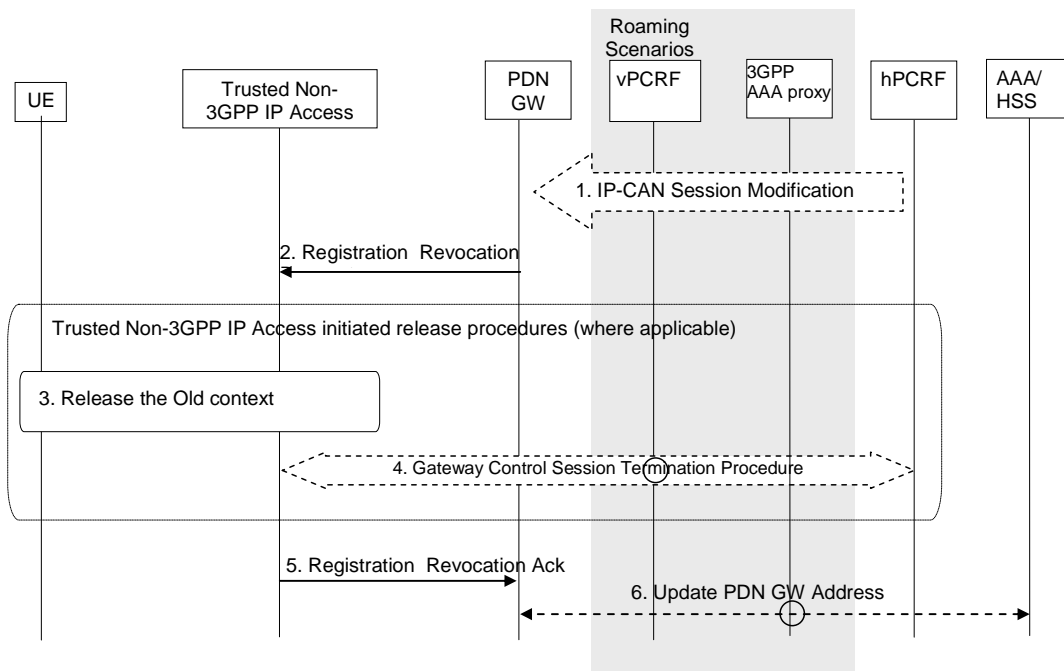 Roaming
Scenarios
UE
Trusted Non-
3GPP IP Access
PDN
GW
vPCRF
3GPP
AAA proxy
hPCRF
AAA/
HSS
1. IP-CAN Session Modification
2. Registration Revocation
Trusted Non-3GPP IP Access initiated release procedures (where applicable)
3. Release the Old context
4. Gateway Control Session Termination Procedure
5. Registration Revocation Ack
6. Update PDN GW Address